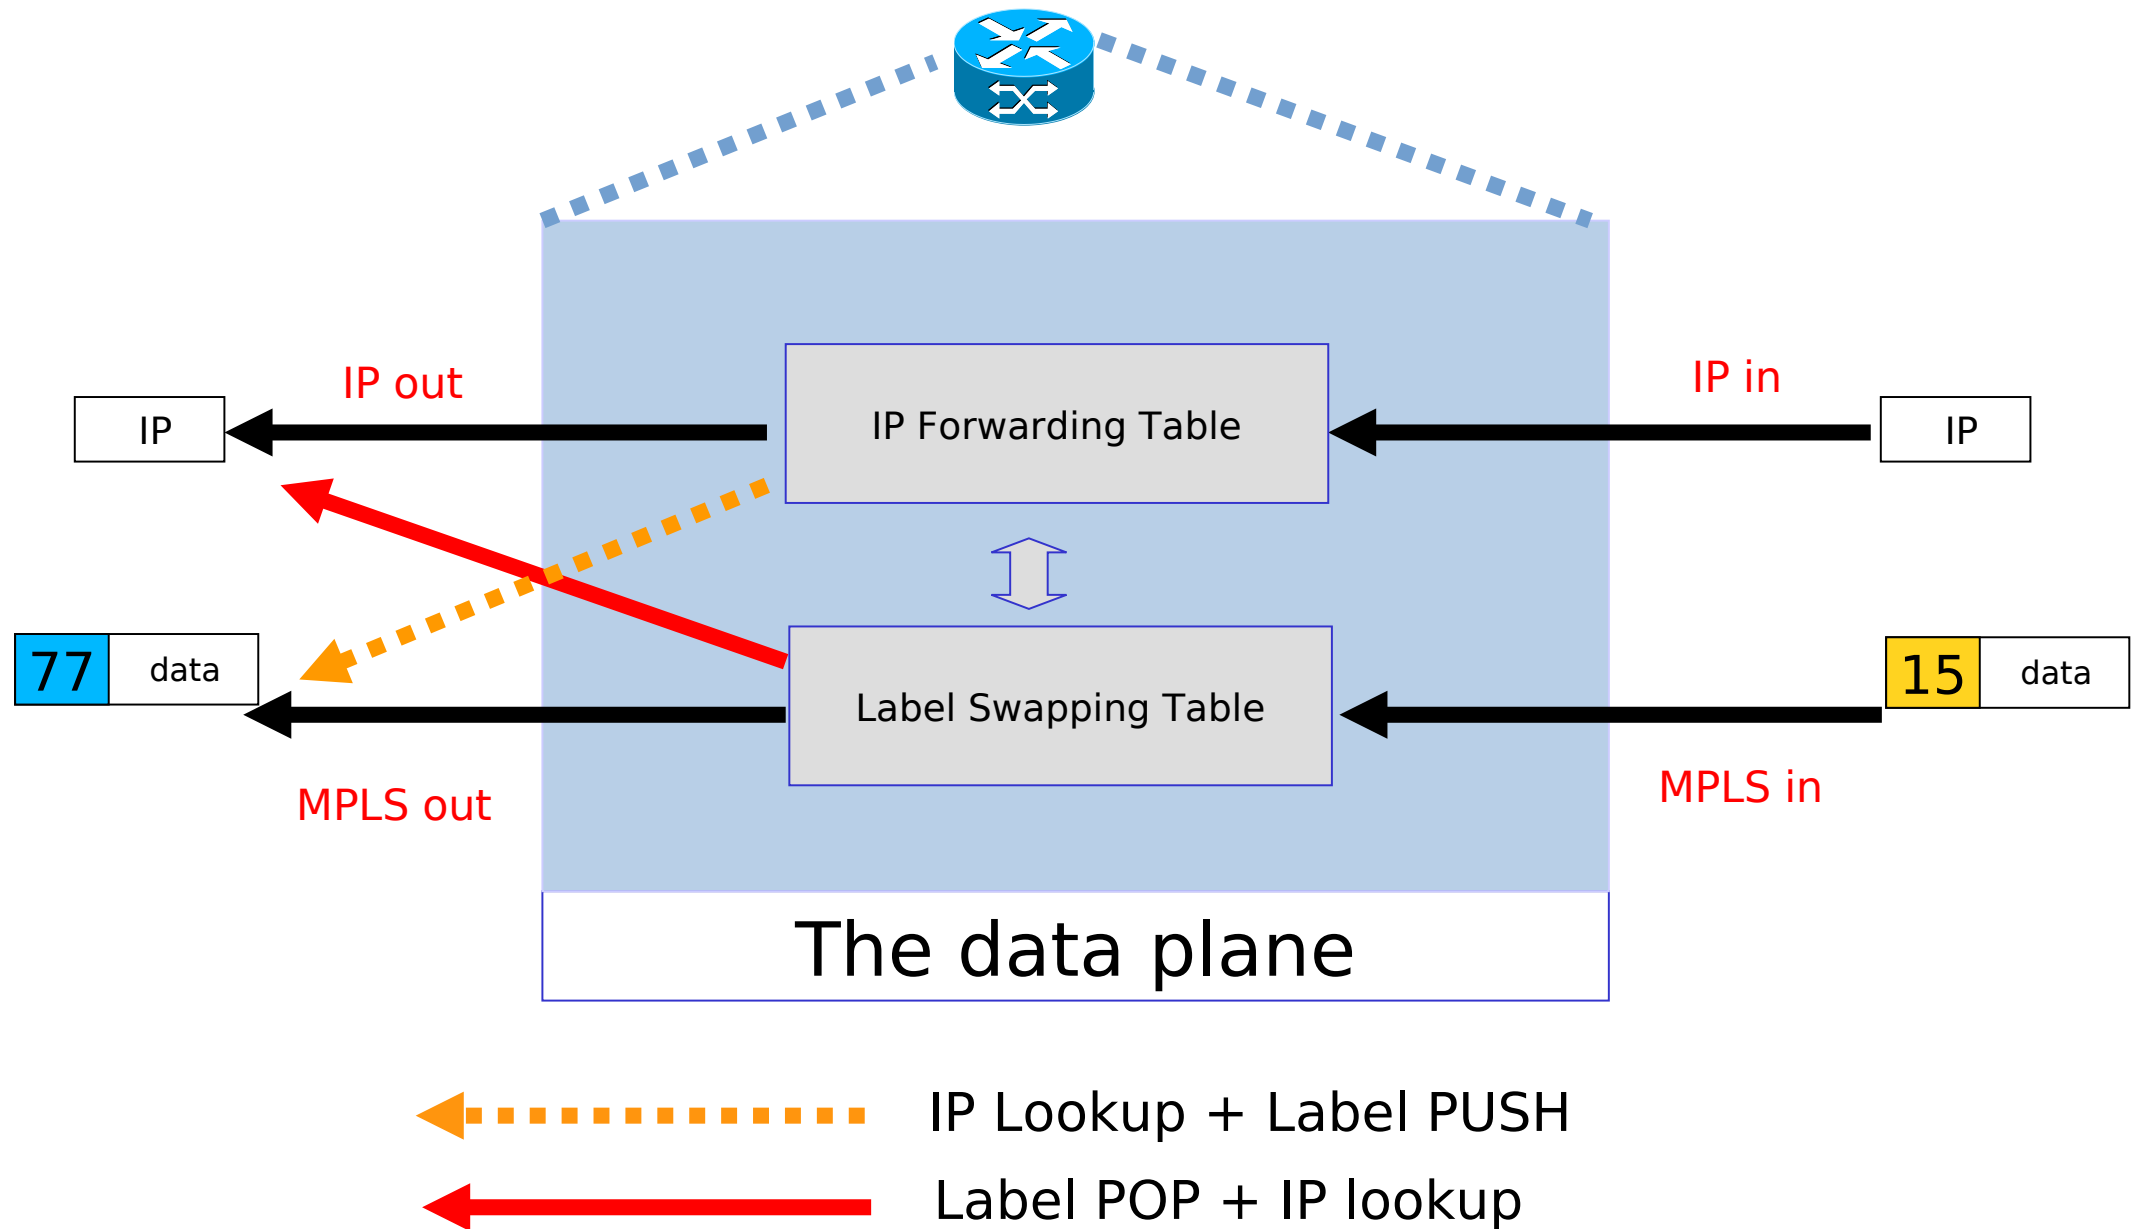 IP out
IP in
IP
IP Forwarding Table
IP
77
data
Label Swapping Table
15
data
MPLS out
MPLS in
The data plane
IP Lookup + Label PUSH
Label POP + IP lookup